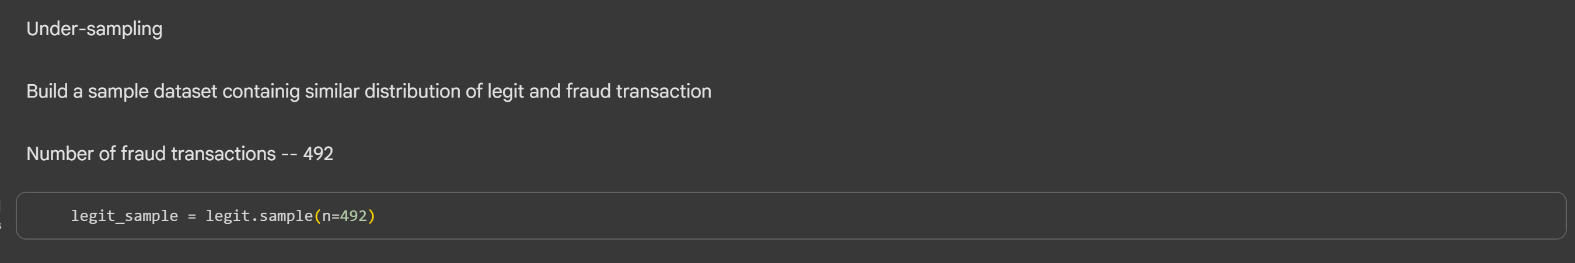 Under-sampling
Build a sample dataset containig similar distribution of legit and fraud transaction
Number of fraud transactions -- 492
legit_sample = legit.sample(n=492)